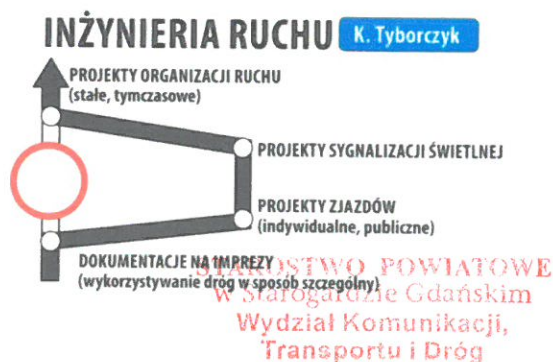 INŻYNIERIA RUCHU K. Tyborczyk
PROJEKTY ORGANIZACJI RUCHU
(stałe, tymczasowe)
PROJEKTY SYGNALIZACJI ŚWIETLNEJ
PROJEKTY ZJAZDÓW
(indywidualne, publiczne)
DOKUMENTACJE NA IMPREZY
(wykorzystywanie dróg w sposób szczególny)
STAROSTWO POWIATOWE
w Starogardzie Gdańskim
Wydział Komunikacji,
Transportu i Dróg